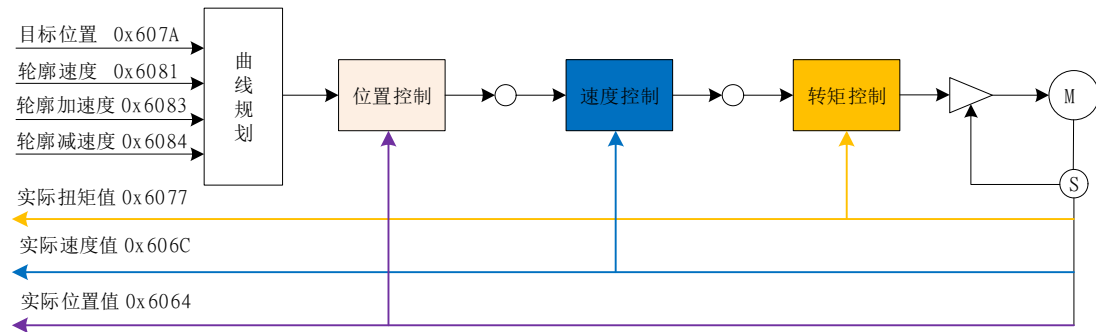 目标位置 0x607A
轮廓速度 0x6081
轮廓加速度 0x6083
轮廓减速度 0x6084
曲线规划
位置控制
速度控制
转矩控制
M
S
实际扭矩值 0x6077
实际速度值 0x606C
实际位置值 0x6064